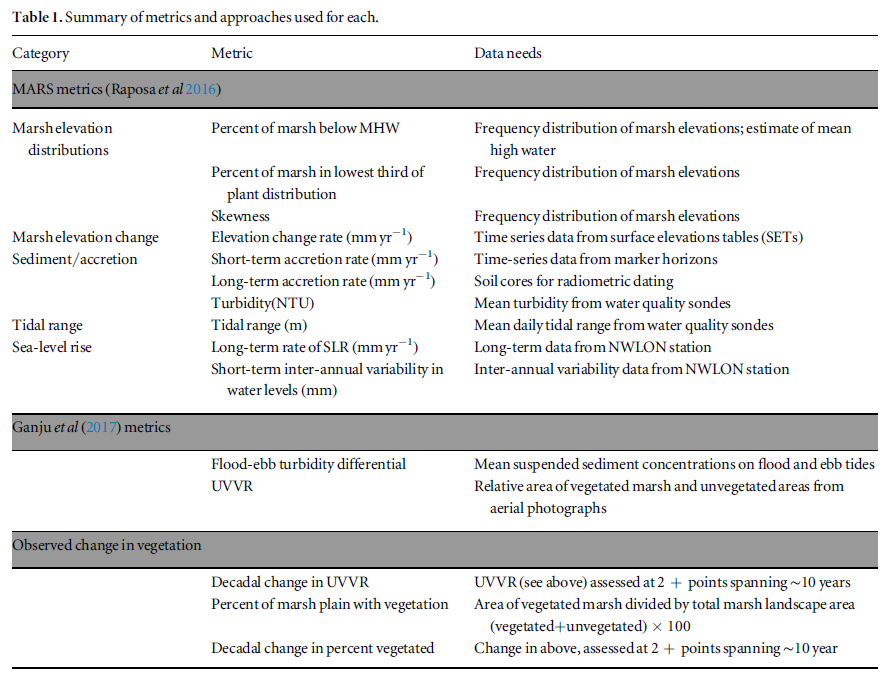 Table 1. Summary of metrics and approaches used for each.
Category Metric Data needs
MARS metrics (Raposa et al 2016)
Marsh elevation Percent of marsh below MHW Frequency distribution of marsh elevations; estimate of mean
distributions high water
Percent of marsh in lowest third of Frequency distribution of marsh elevations
plant distribution
Skewness Frequency distribution of marsh elevations
Marsh elevation change Elevation change rate (mm yr⁻¹) Time series data from surface elevations tables (SETs)
Sediment/accretion Short-term accretion rate (mm yr⁻¹) Time-series data from marker horizons
Long-term accretion rate (mm yr⁻¹) Soil cores for radiometric dating
Turbidity(NTU) Mean turbidity from water quality sondes
Tidal range Tidal range (m) Mean daily tidal range from water quality sondes
Sea-level rise Long-term rate of SLR (mm yr⁻¹) Long-term data from NWLON station
Short-term inter-annual variability in Inter-annual variability data from NWLON station
water levels (mm)
Ganju et al (2017) metrics
Flood-ebb turbidity differential Mean suspended sediment concentrations on flood and ebb tides
UVVR Relative area of vegetated marsh and unvegetated areas from
aerial photographs
Observed change in vegetation
Decadal change in UVVR UVVR (see above) assessed at 2 + points spanning ~10 years
Percent of marsh plain with vegetation Area of vegetated marsh divided by total marsh landscape area
(vegetated+unvegetated) × 100
Decadal change in percent vegetated Change in above, assessed at 2 + points spanning ~10 year